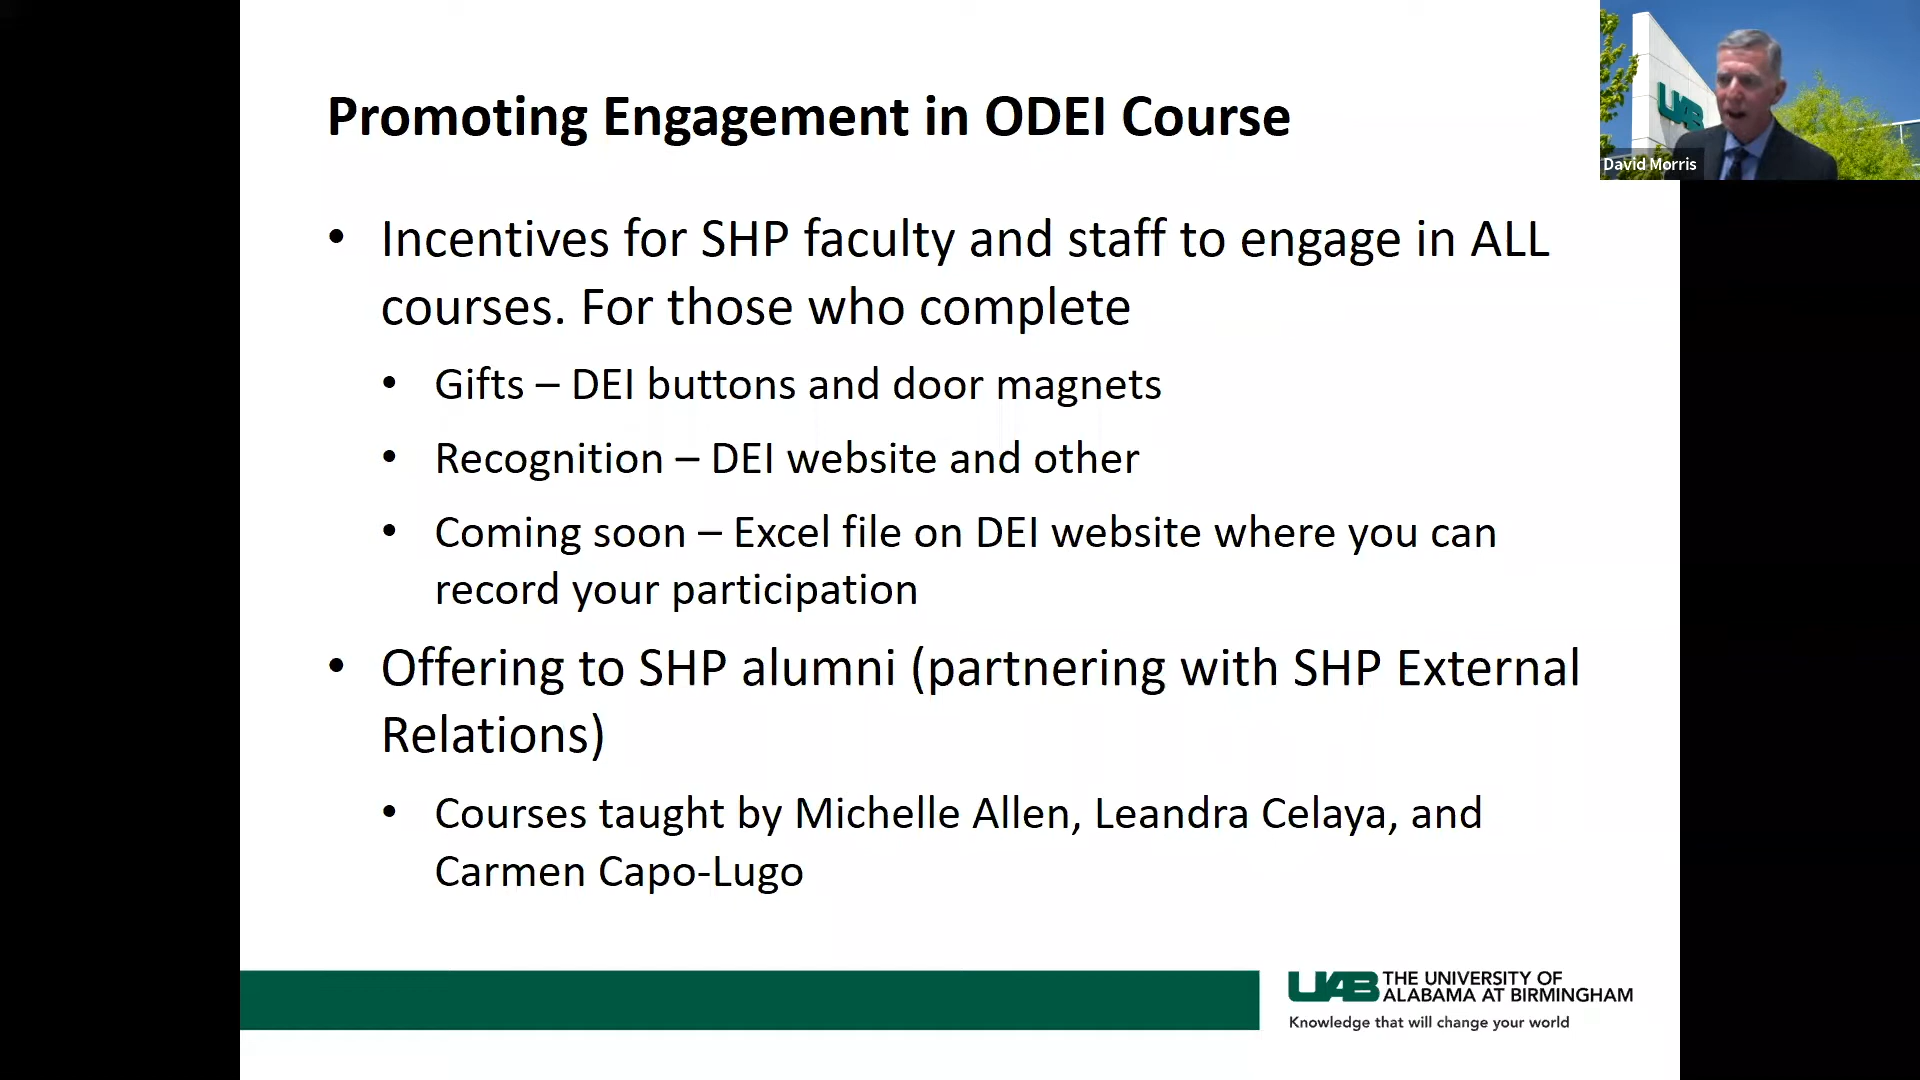 Promoting Engagement in ODEI Course
UAB
David Morris
• Incentives for SHP faculty and staff to engage in ALL
courses. For those who complete
• Gifts – DEI buttons and door magnets
• Recognition – DEI website and other
• Coming soon – Excel file on DEI website where you can
record your participation
• Offering to SHP alumni (partnering with SHP External
Relations)
• Courses taught by Michelle Allen, Leandra Celaya, and
Carmen Capo-Lugo
UAB THE UNIVERSITY OF
ALABAMA AT BIRMINGHAM
Knowledge that will change your world